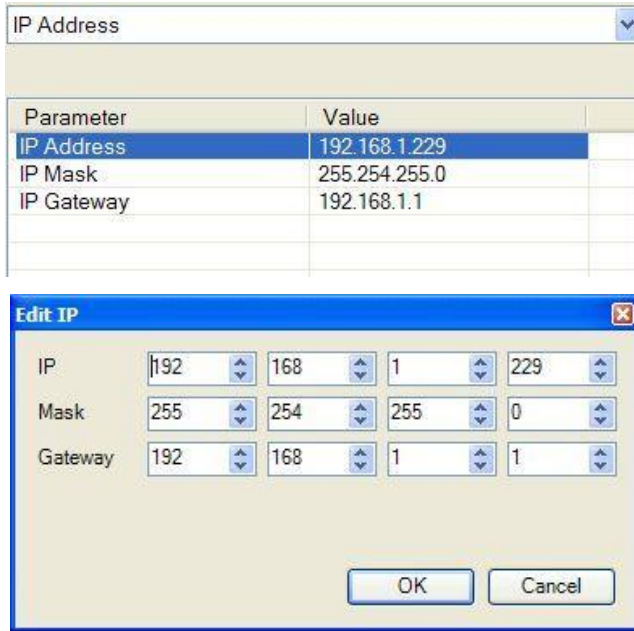 IP Address
Parameter Value
IP Address 192.168.1.229
IP Mask 255.254.255.0
IP Gateway 192.168.1.1
Edit IP
IP 192 168 1 229
Mask 255 254 255 0
Gateway 192 168 1 1
OK Cancel